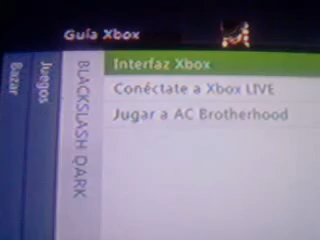 Guía Xbox
Bazar
Juegos
BLACKSLASH DARK
Interfaz Xbox
Conéctate a Xbox LIVE
Jugar a AC Brotherhood